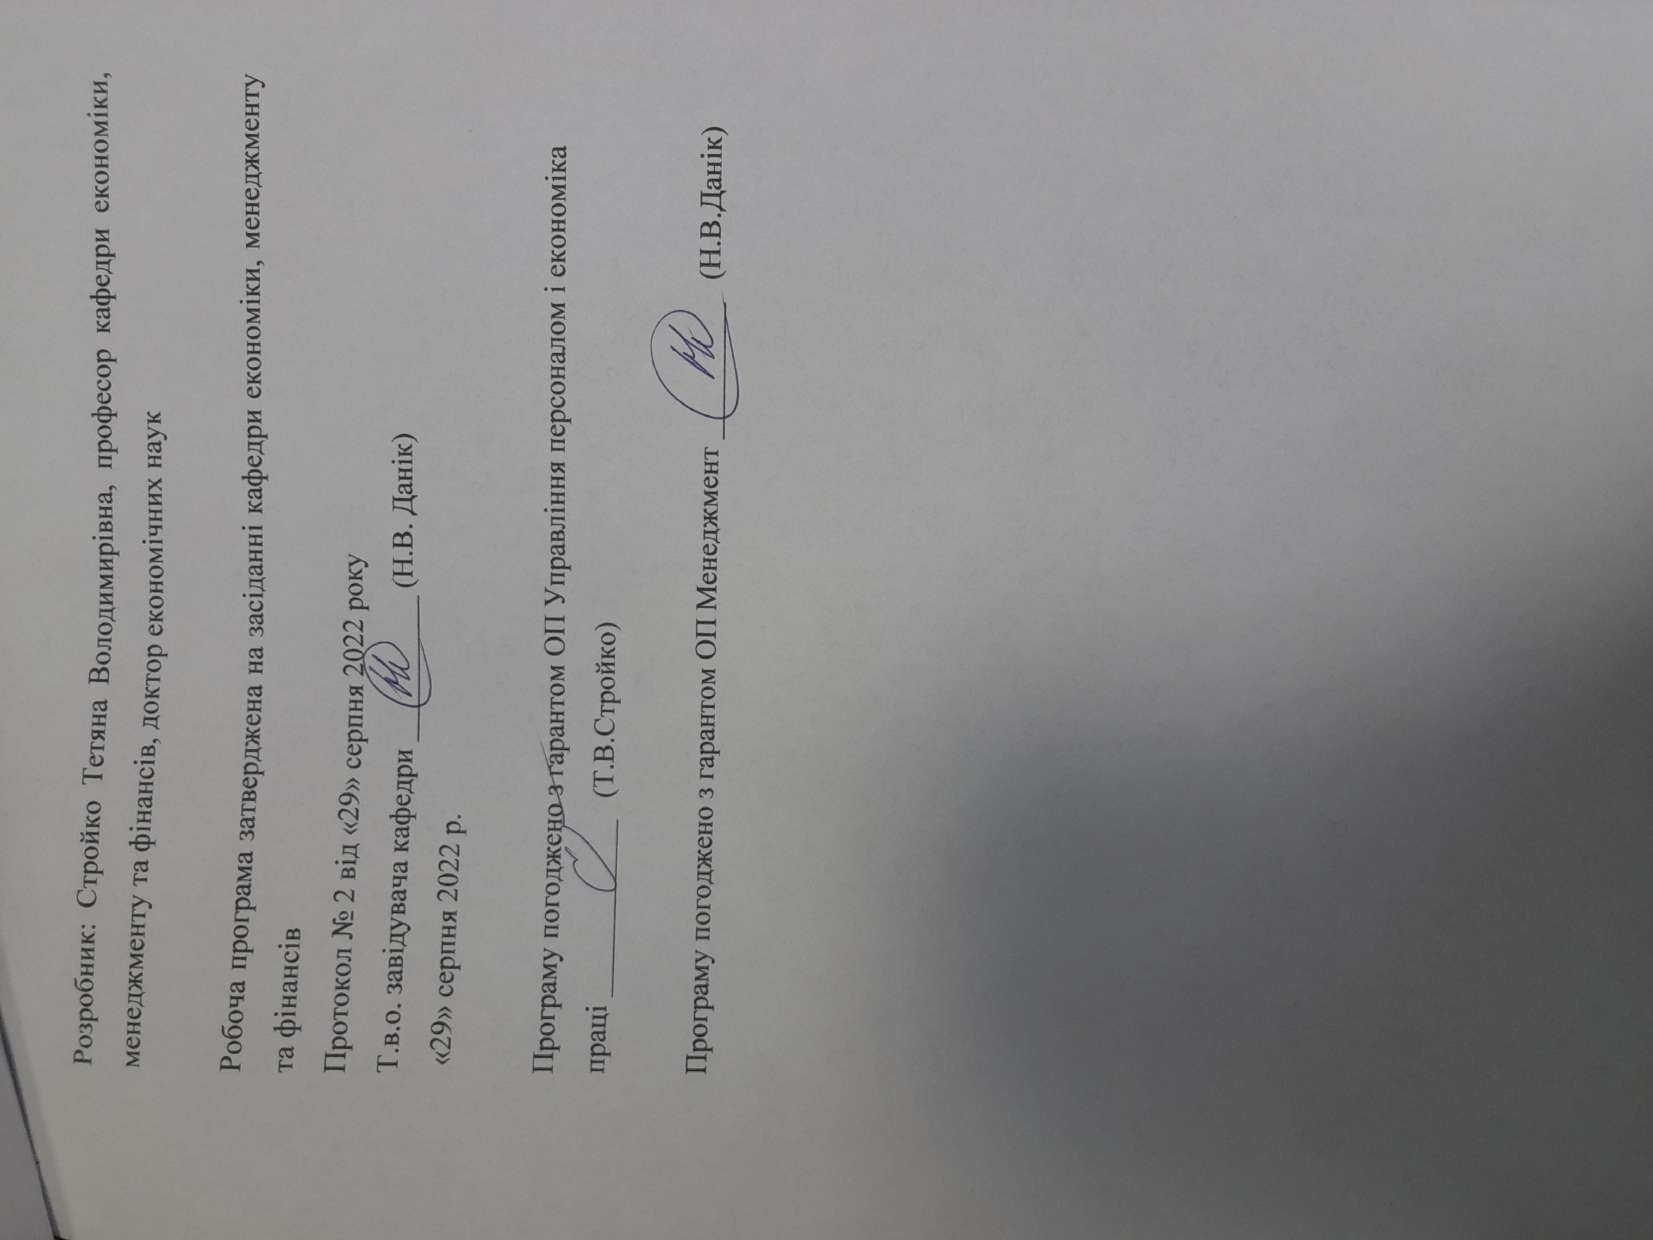 Розробник: Стройко Тетяна Володимирівна, професор кафедри економіки,
менеджменту та фінансів, доктор економічних наук
Робоча програма затверджена на засіданні кафедри економіки, менеджменту
та фінансів
Протокол № 2 від «29» серпня 2022 року
Т.в.о. завідувача кафедри ________ (Н.В. Данік)
«29» серпня 2022 р.
Програму погоджено з гарантом ОП Управління персоналом і економіка
праці ________ (Т.В.Стройко)
Програму погоджено з гарантом ОП Менеджмент ________ (Н.В.Данік)